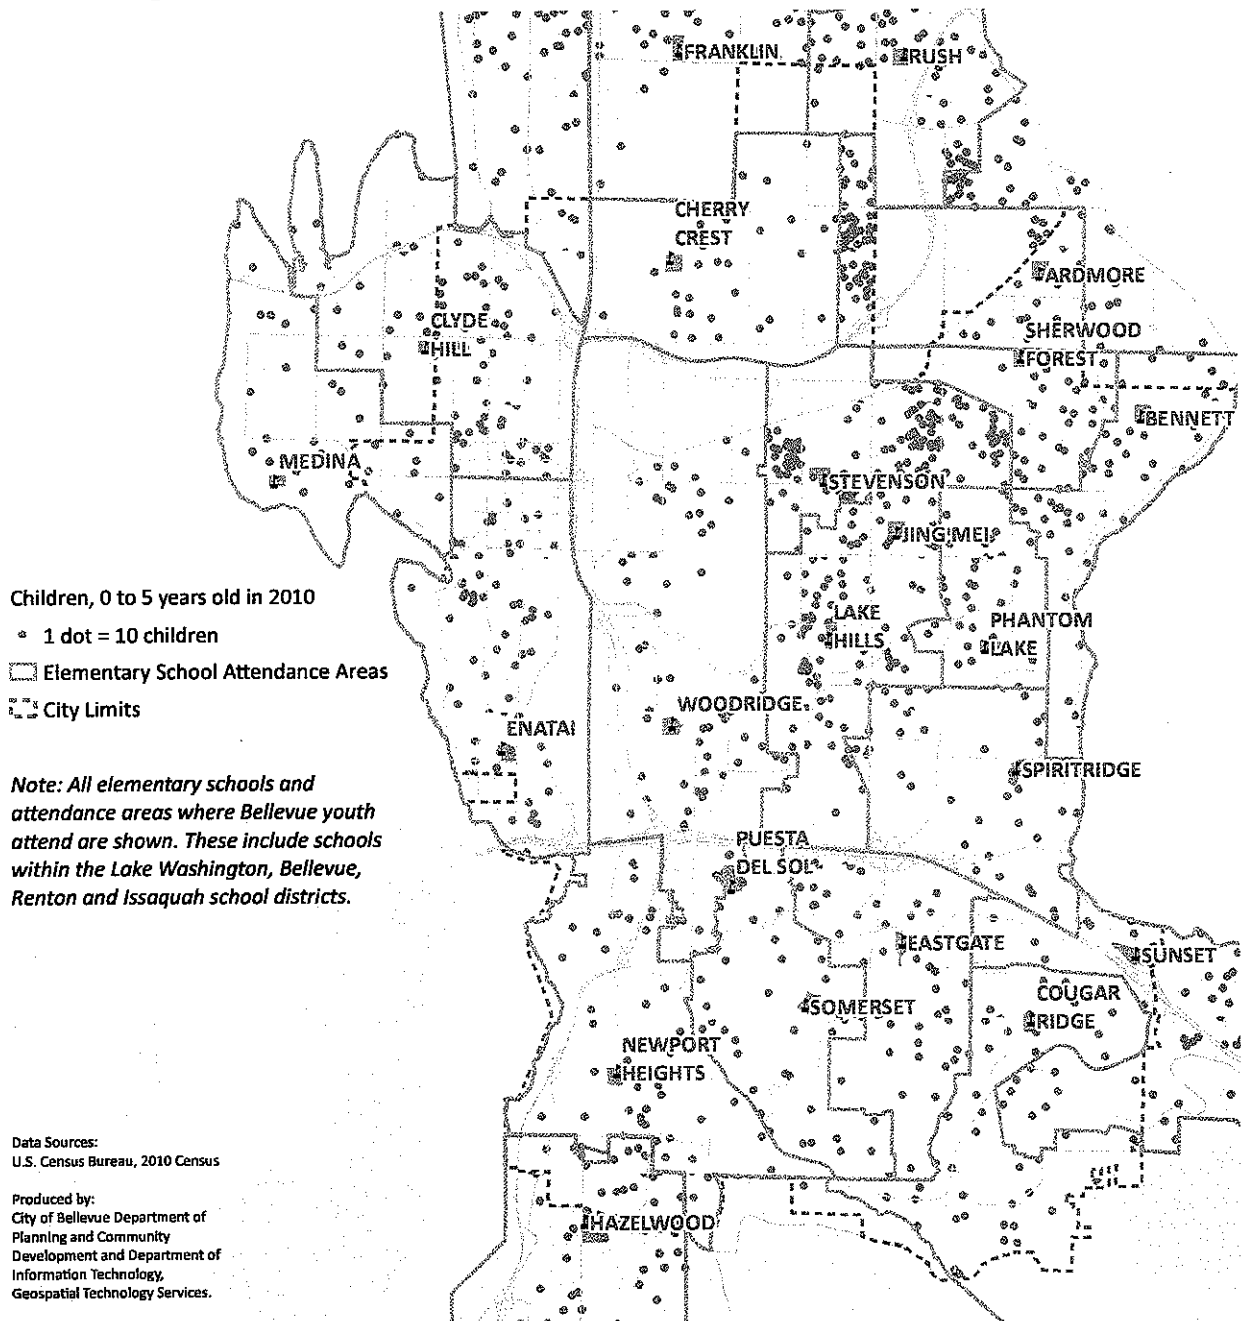 FRANKLIN
RUSH
CHERRY
CREST
ARDMORE
CLYDE
HILL
SHERWOOD
FOREST
BENNETT
MEDINA
STEVENSON
JING MEI
Children, 0 to 5 years old in 2010
1 dot = 10 children
Elementary School Attendance Areas
City Limits
LAKE
HILLS
PHANTOM
LAKE
WOODRIDGE
ENATAI
SPIRITRIDGE
Note: All elementary schools and
attendance areas where Bellevue youth
attend are shown. These include schools
within the Lake Washington, Bellevue,
Renton and Issaquah school districts.
PUESTA
DEL SOL
EASTGATE
SUNSET
COUGAR
RIDGE
SOMERSET
NEWPORT
HEIGHTS
HAZELWOOD
Data Sources:
U.S. Census Bureau, 2010 Census
Produced by:
City of Bellevue Department of
Planning and Community
Development and Department of
Information Technology,
Geospatial Technology Services.